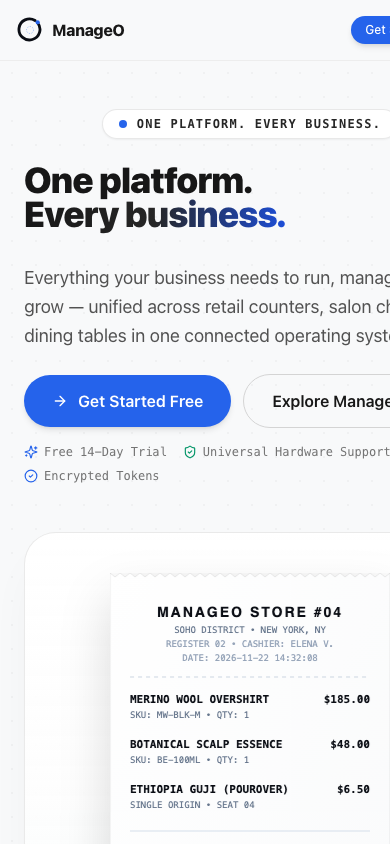 ManageO
Get
ONE PLATFORM. EVERY BUSINESS.
One platform.
Every business.
Everything your business needs to run, manag
grow — unified across retail counters, salon ch
dining tables in one connected operating syst
Get Started Free
Explore Manage
Free 14-Day Trial
Universal Hardware Support
Encrypted Tokens
MANAGEO STORE #04
SOHO DISTRICT • NEW YORK, NY
REGISTER 02 • CASHIER: ELENA V.
DATE: 2026-11-22 14:32:08
MERINO WOOL OVERSHIRT $185.00
SKU: MW-BLK-M • QTY: 1
BOTANICAL SCALP ESSENCE $48.00
SKU: BE-100ML • QTY: 1
ETHIOPIA GUJI (POUROVER) $6.50
SINGLE ORIGIN • SEAT 04